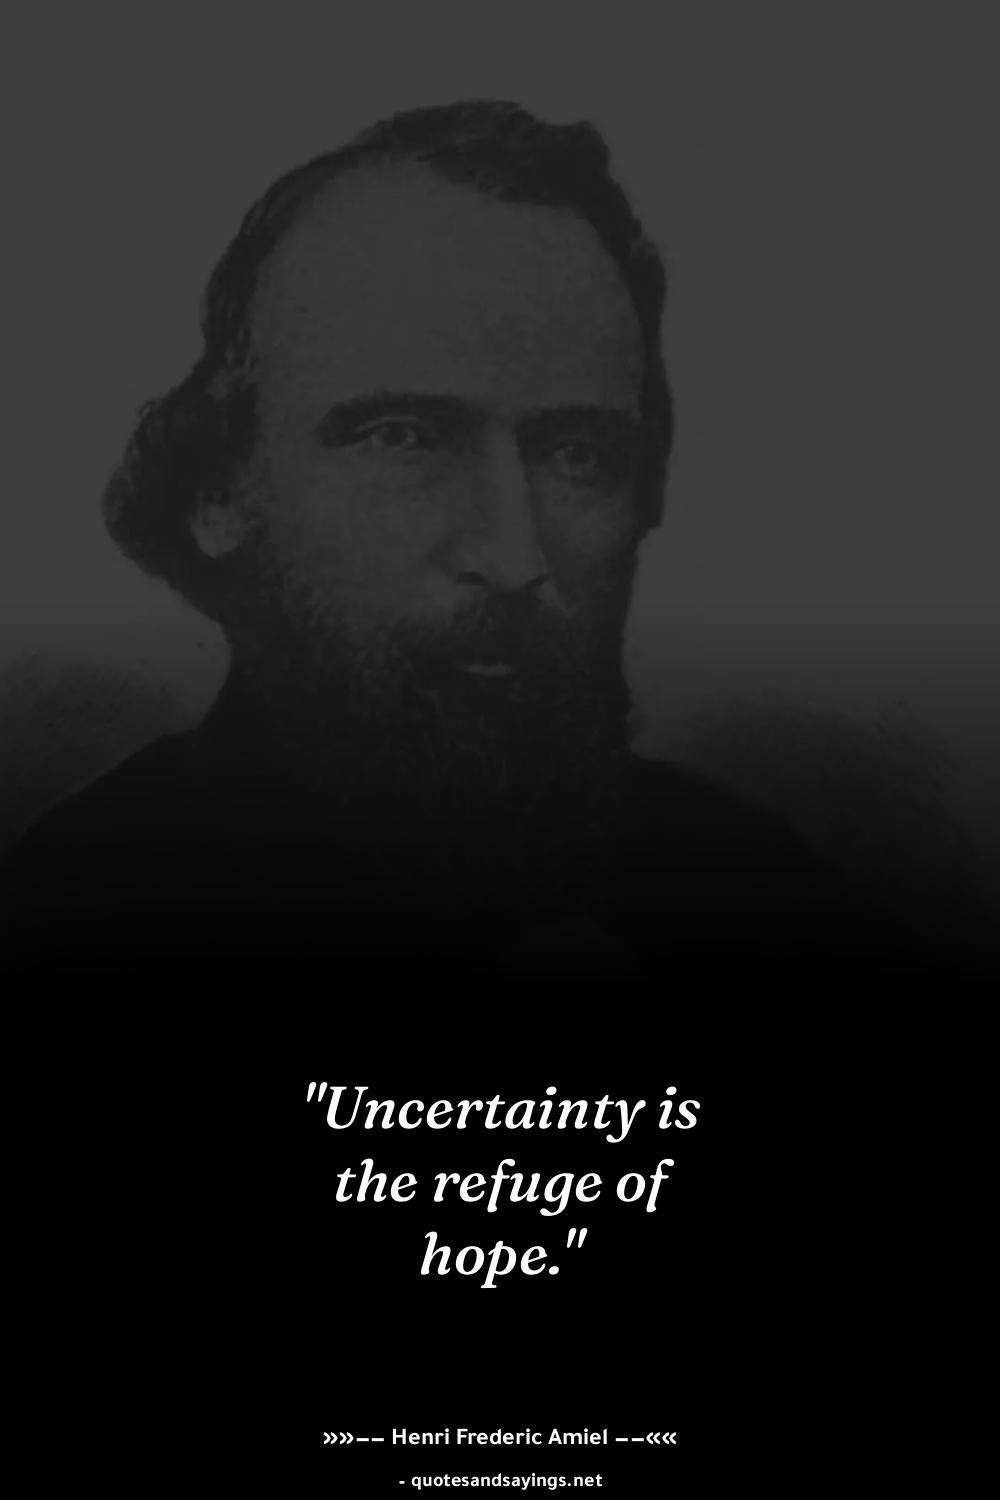 "Uncertainty is
the refuge of
hope."
»»−− Henri Frederic Amiel −−««
- quotesandsayings.net